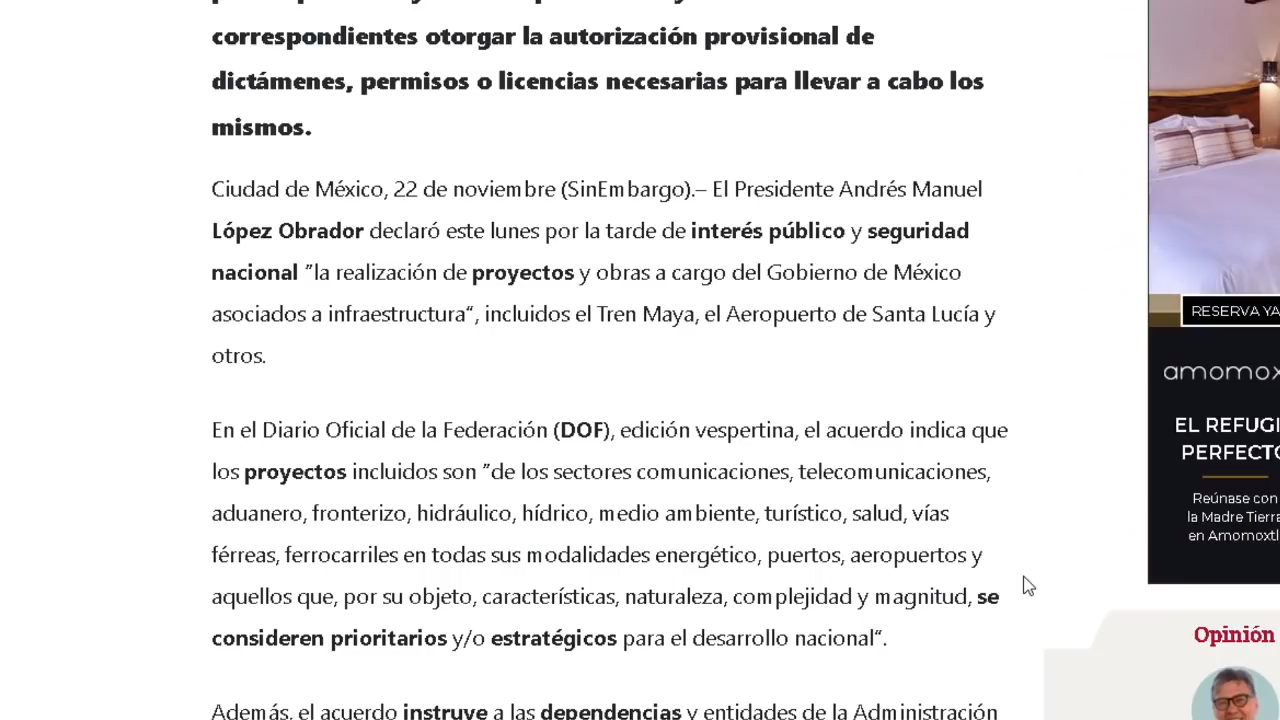 correspondientes otorgar la autorización provisional de
dictámenes, permisos o licencias necesarias para llevar a cabo los
mismos.
Ciudad de México, 22 de noviembre (SinEmbargo).– El Presidente Andrés Manuel
López Obrador declaró este lunes por la tarde de interés público y seguridad
nacional ”la realización de proyectos y obras a cargo del Gobierno de México
asociados a infraestructura“, incluidos el Tren Maya, el Aeropuerto de Santa Lucía y
otros.
En el Diario Oficial de la Federación (DOF), edición vespertina, el acuerdo indica que
los proyectos incluidos son ”de los sectores comunicaciones, telecomunicaciones,
aduanero, fronterizo, hidráulico, hídrico, medio ambiente, turístico, salud, vías
férreas, ferrocarriles en todas sus modalidades energético, puertos, aeropuertos y
aquellos que, por su objeto, características, naturaleza, complejidad y magnitud, se
consideren prioritarios y/o estratégicos para el desarrollo nacional“.
Además, el acuerdo instruye a las dependencias y entidades de la Administración
RESERVA YA
amomox
EL REFUGI
PERFECTO
Reúnase con
la Madre Tierra
en Amomoxtl
Opinión